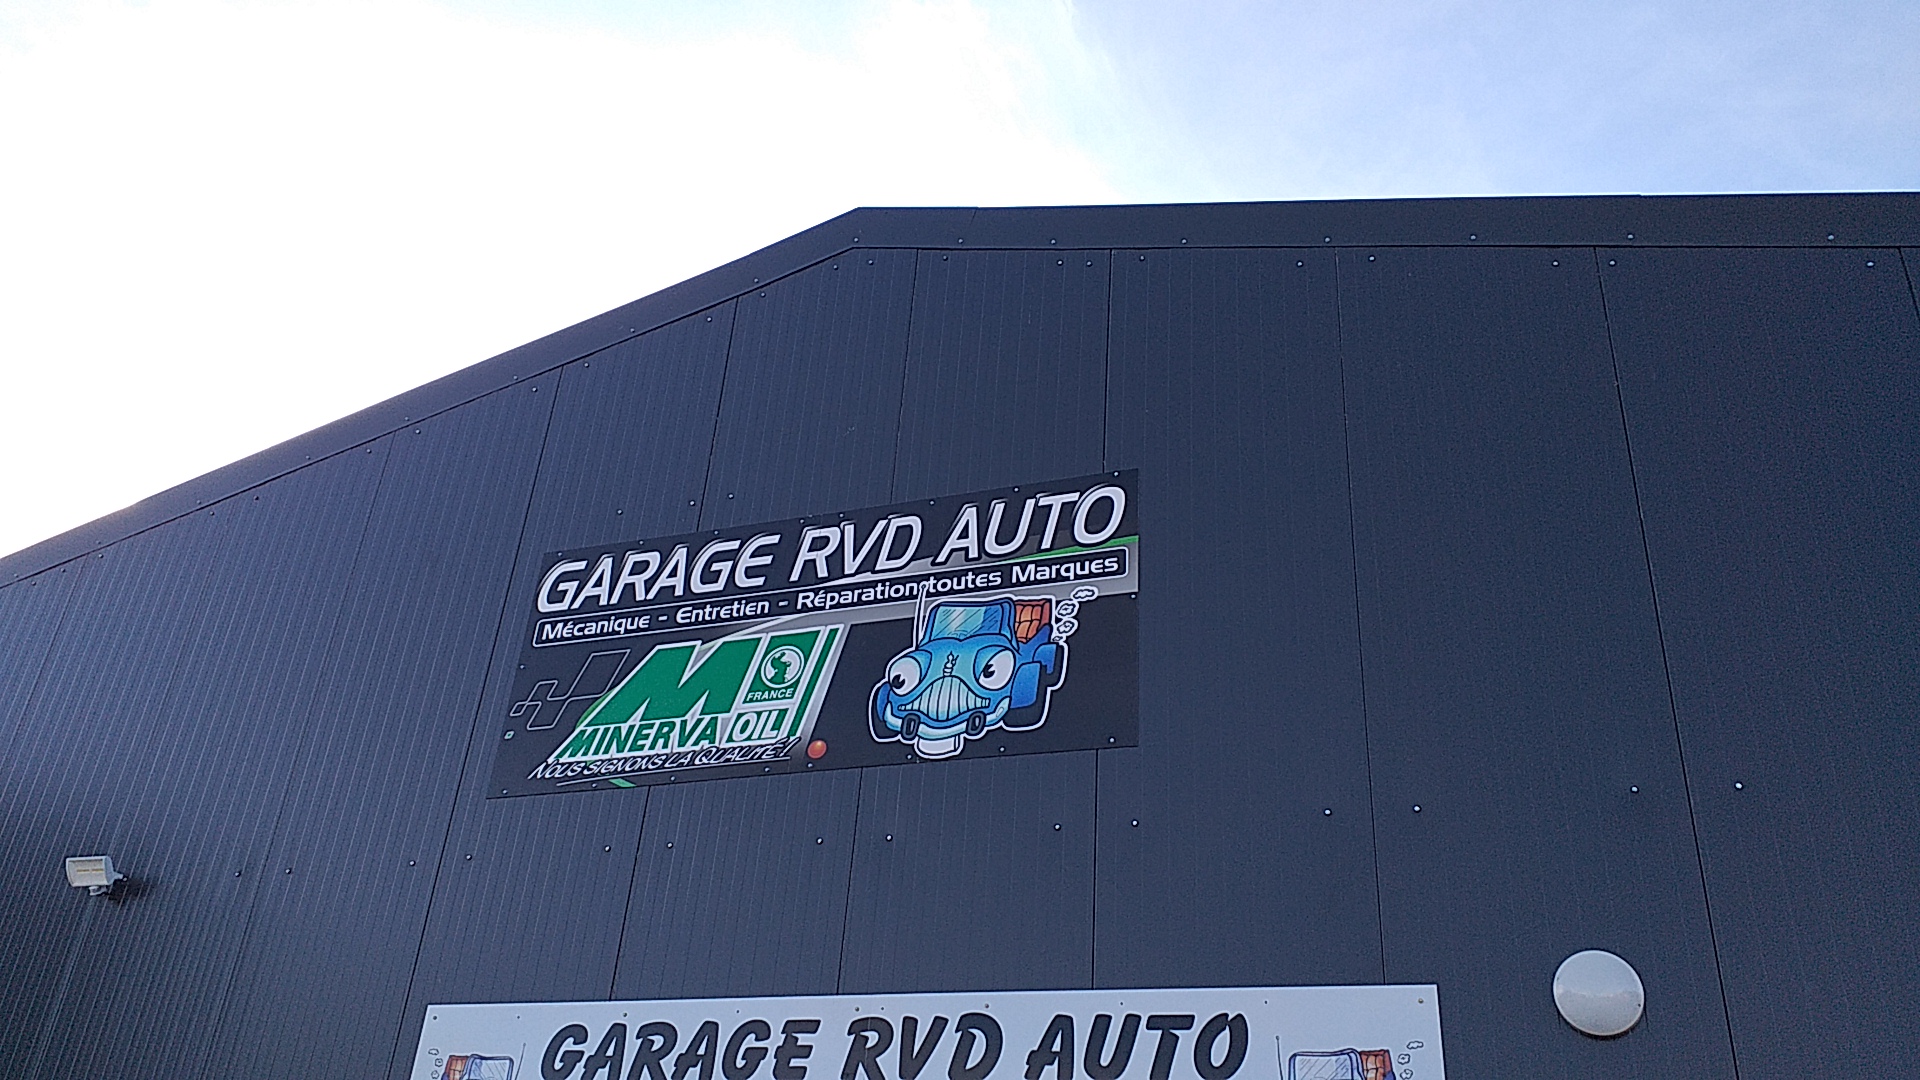 GARAGE RVD AUTO
Mécanique - Entretien - Réparation toutes Marques
M
FRANCE
MINERVA OIL
NOUS SIGNONS LA QUALITÉ !
GARAGE RVD AUTO